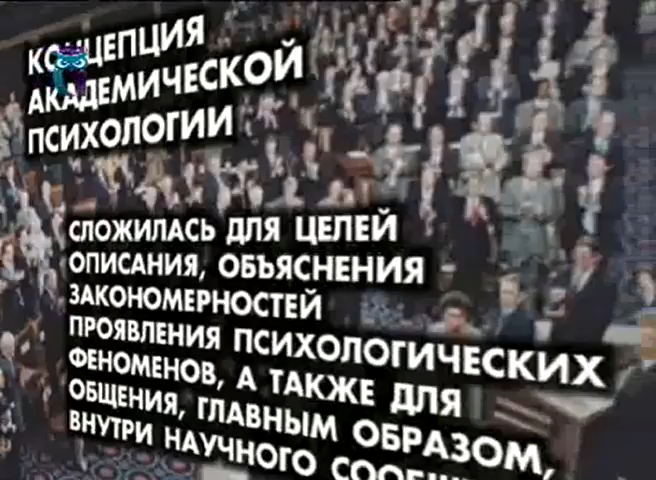 КОНЦЕПЦИЯ
АКАДЕМИЧЕСКОЙ
ПСИХОЛОГИИ
СЛОЖИЛАСЬ ДЛЯ ЦЕЛЕЙ
ОПИСАНИЯ, ОБЪЯСНЕНИЯ
ЗАКОНОМЕРНОСТЕЙ
ПРОЯВЛЕНИЯ ПСИХОЛОГИЧЕСКИХ
ФЕНОМЕНОВ, А ТАКЖЕ ДЛЯ
ОБЩЕНИЯ, ГЛАВНЫМ ОБРАЗОМ,
ВНУТРИ НАУЧНОГО